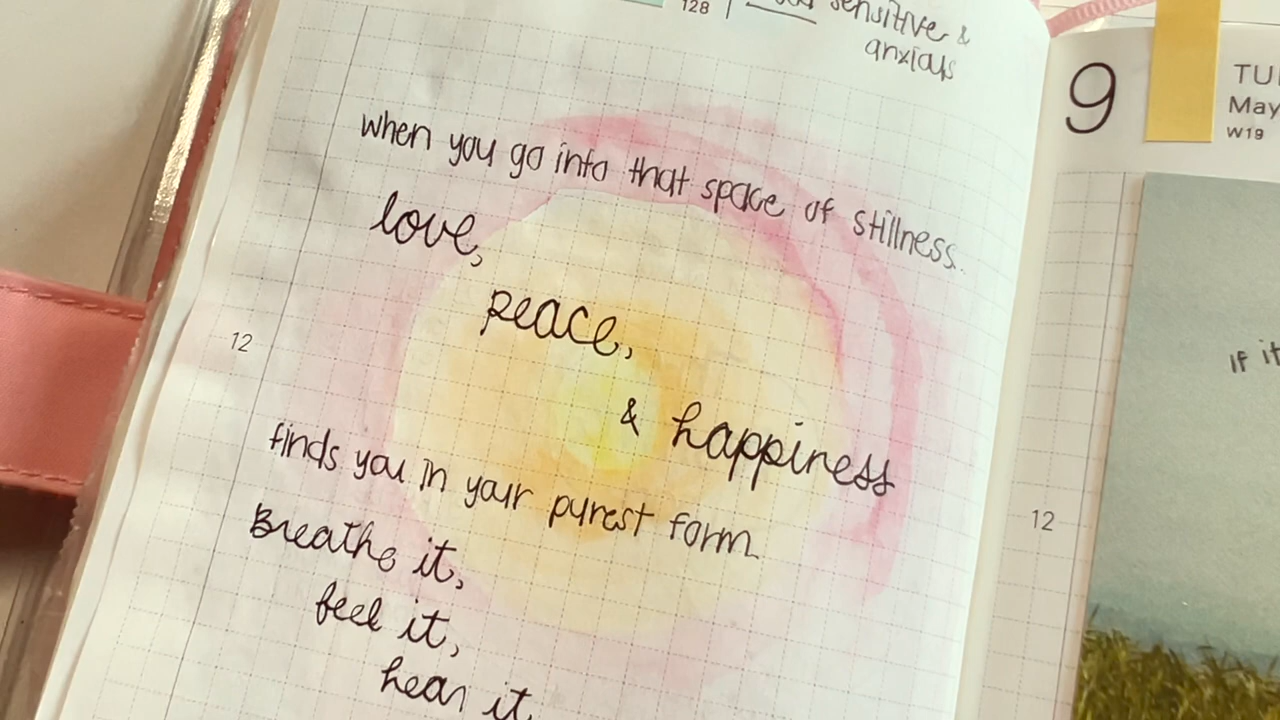 128
sensitive &
anxious
when you go into that space of stillness.
love,
peace,
& happiness
12
finds you in your purest form
Breathe it,
feel it,
hear it
9
May
W19
If it
12